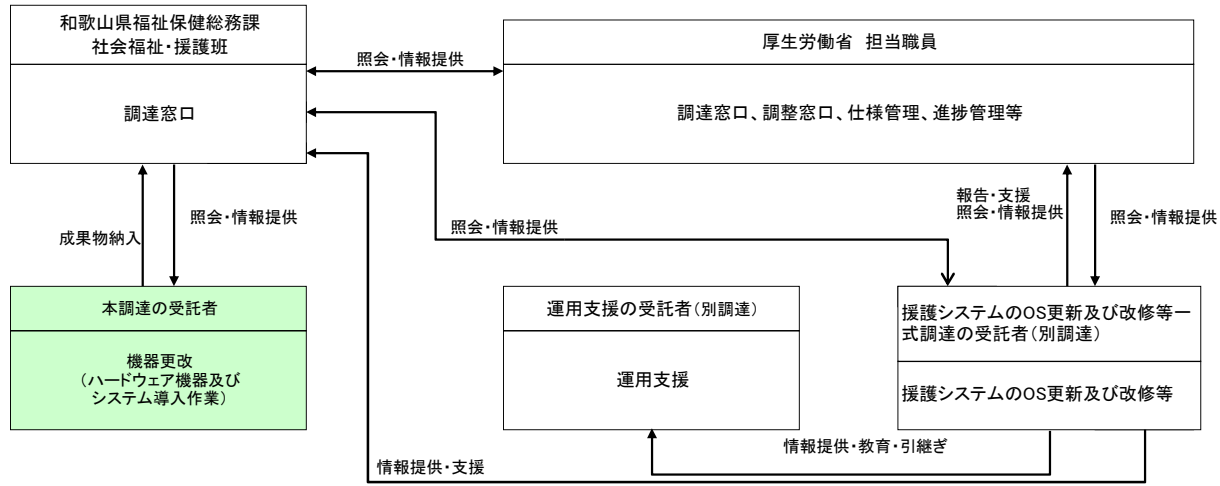 和歌山県福祉保健総務課
社会福祉・援護班
調達窓口
照会・情報提供
厚生労働省　担当職員
調達窓口、調整窓口、仕様管理、進捗管理等
成果物納入
照会・情報提供
照会・情報提供
報告・支援
照会・情報提供
照会・情報提供
本調達の受託者
機器更改
（ハードウェア機器及び
システム導入作業）
運用支援の受託者（別調達）
運用支援
援護システムのOS更新及び改修等一
式調達の受託者（別調達）
援護システムのOS更新及び改修等
情報提供・教育・引継ぎ
情報提供・支援